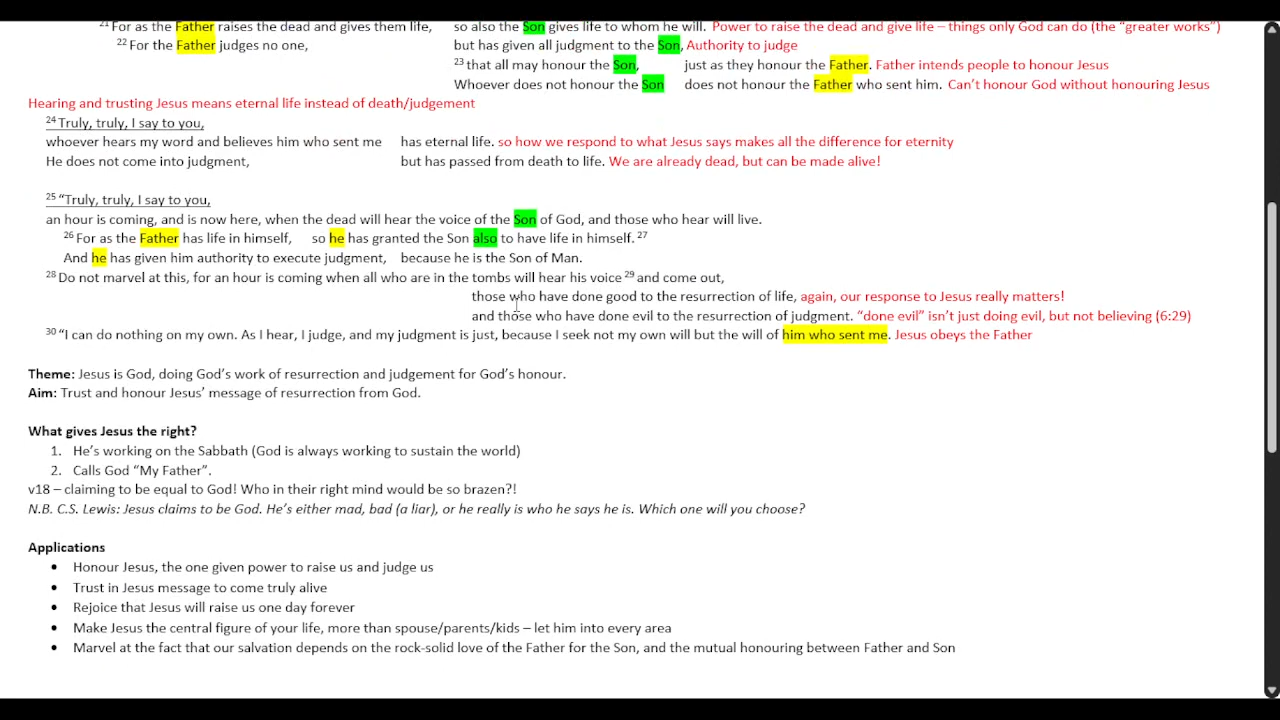 21 For as the Father raises the dead and gives them life, so also the Son gives life to whom he will. Power to raise the dead and give life – things only God can do (the “greater works”)
22 For the Father judges no one, but has given all judgment to the Son, Authority to judge
23 that all may honour the Son, just as they honour the Father. Father intends people to honour Jesus
Whoever does not honour the Son does not honour the Father who sent him. Can’t honour God without honouring Jesus
Hearing and trusting Jesus means eternal life instead of death/judgement
24 Truly, truly, I say to you,
whoever hears my word and believes him who sent me has eternal life. so how we respond to what Jesus says makes all the difference for eternity
He does not come into judgment, but has passed from death to life. We are already dead, but can be made alive!
25 “Truly, truly, I say to you,
an hour is coming, and is now here, when the dead will hear the voice of the Son of God, and those who hear will live.
26 For as the Father has life in himself, so he has granted the Son also to have life in himself. 27
And he has given him authority to execute judgment, because he is the Son of Man.
28 Do not marvel at this, for an hour is coming when all who are in the tombs will hear his voice 29 and come out,
those who have done good to the resurrection of life, again, our response to Jesus really matters!
and those who have done evil to the resurrection of judgment. “done evil” isn’t just doing evil, but not believing (6:29)
30 “I can do nothing on my own. As I hear, I judge, and my judgment is just, because I seek not my own will but the will of him who sent me. Jesus obeys the Father
Theme: Jesus is God, doing God’s work of resurrection and judgement for God’s honour.
Aim: Trust and honour Jesus’ message of resurrection from God.
What gives Jesus the right?
1. He’s working on the Sabbath (God is always working to sustain the world)
2. Calls God “My Father”.
v18 – claiming to be equal to God! Who in their right mind would be so brazen?!
N.B. C.S. Lewis: Jesus claims to be God. He’s either mad, bad (a liar), or he really is who he says he is. Which one will you choose?
Applications
• Honour Jesus, the one given power to raise us and judge us
• Trust in Jesus message to come truly alive
• Rejoice that Jesus will raise us one day forever
• Make Jesus the central figure of your life, more than spouse/parents/kids – let him into every area
• Marvel at the fact that our salvation depends on the rock-solid love of the Father for the Son, and the mutual honouring between Father and Son